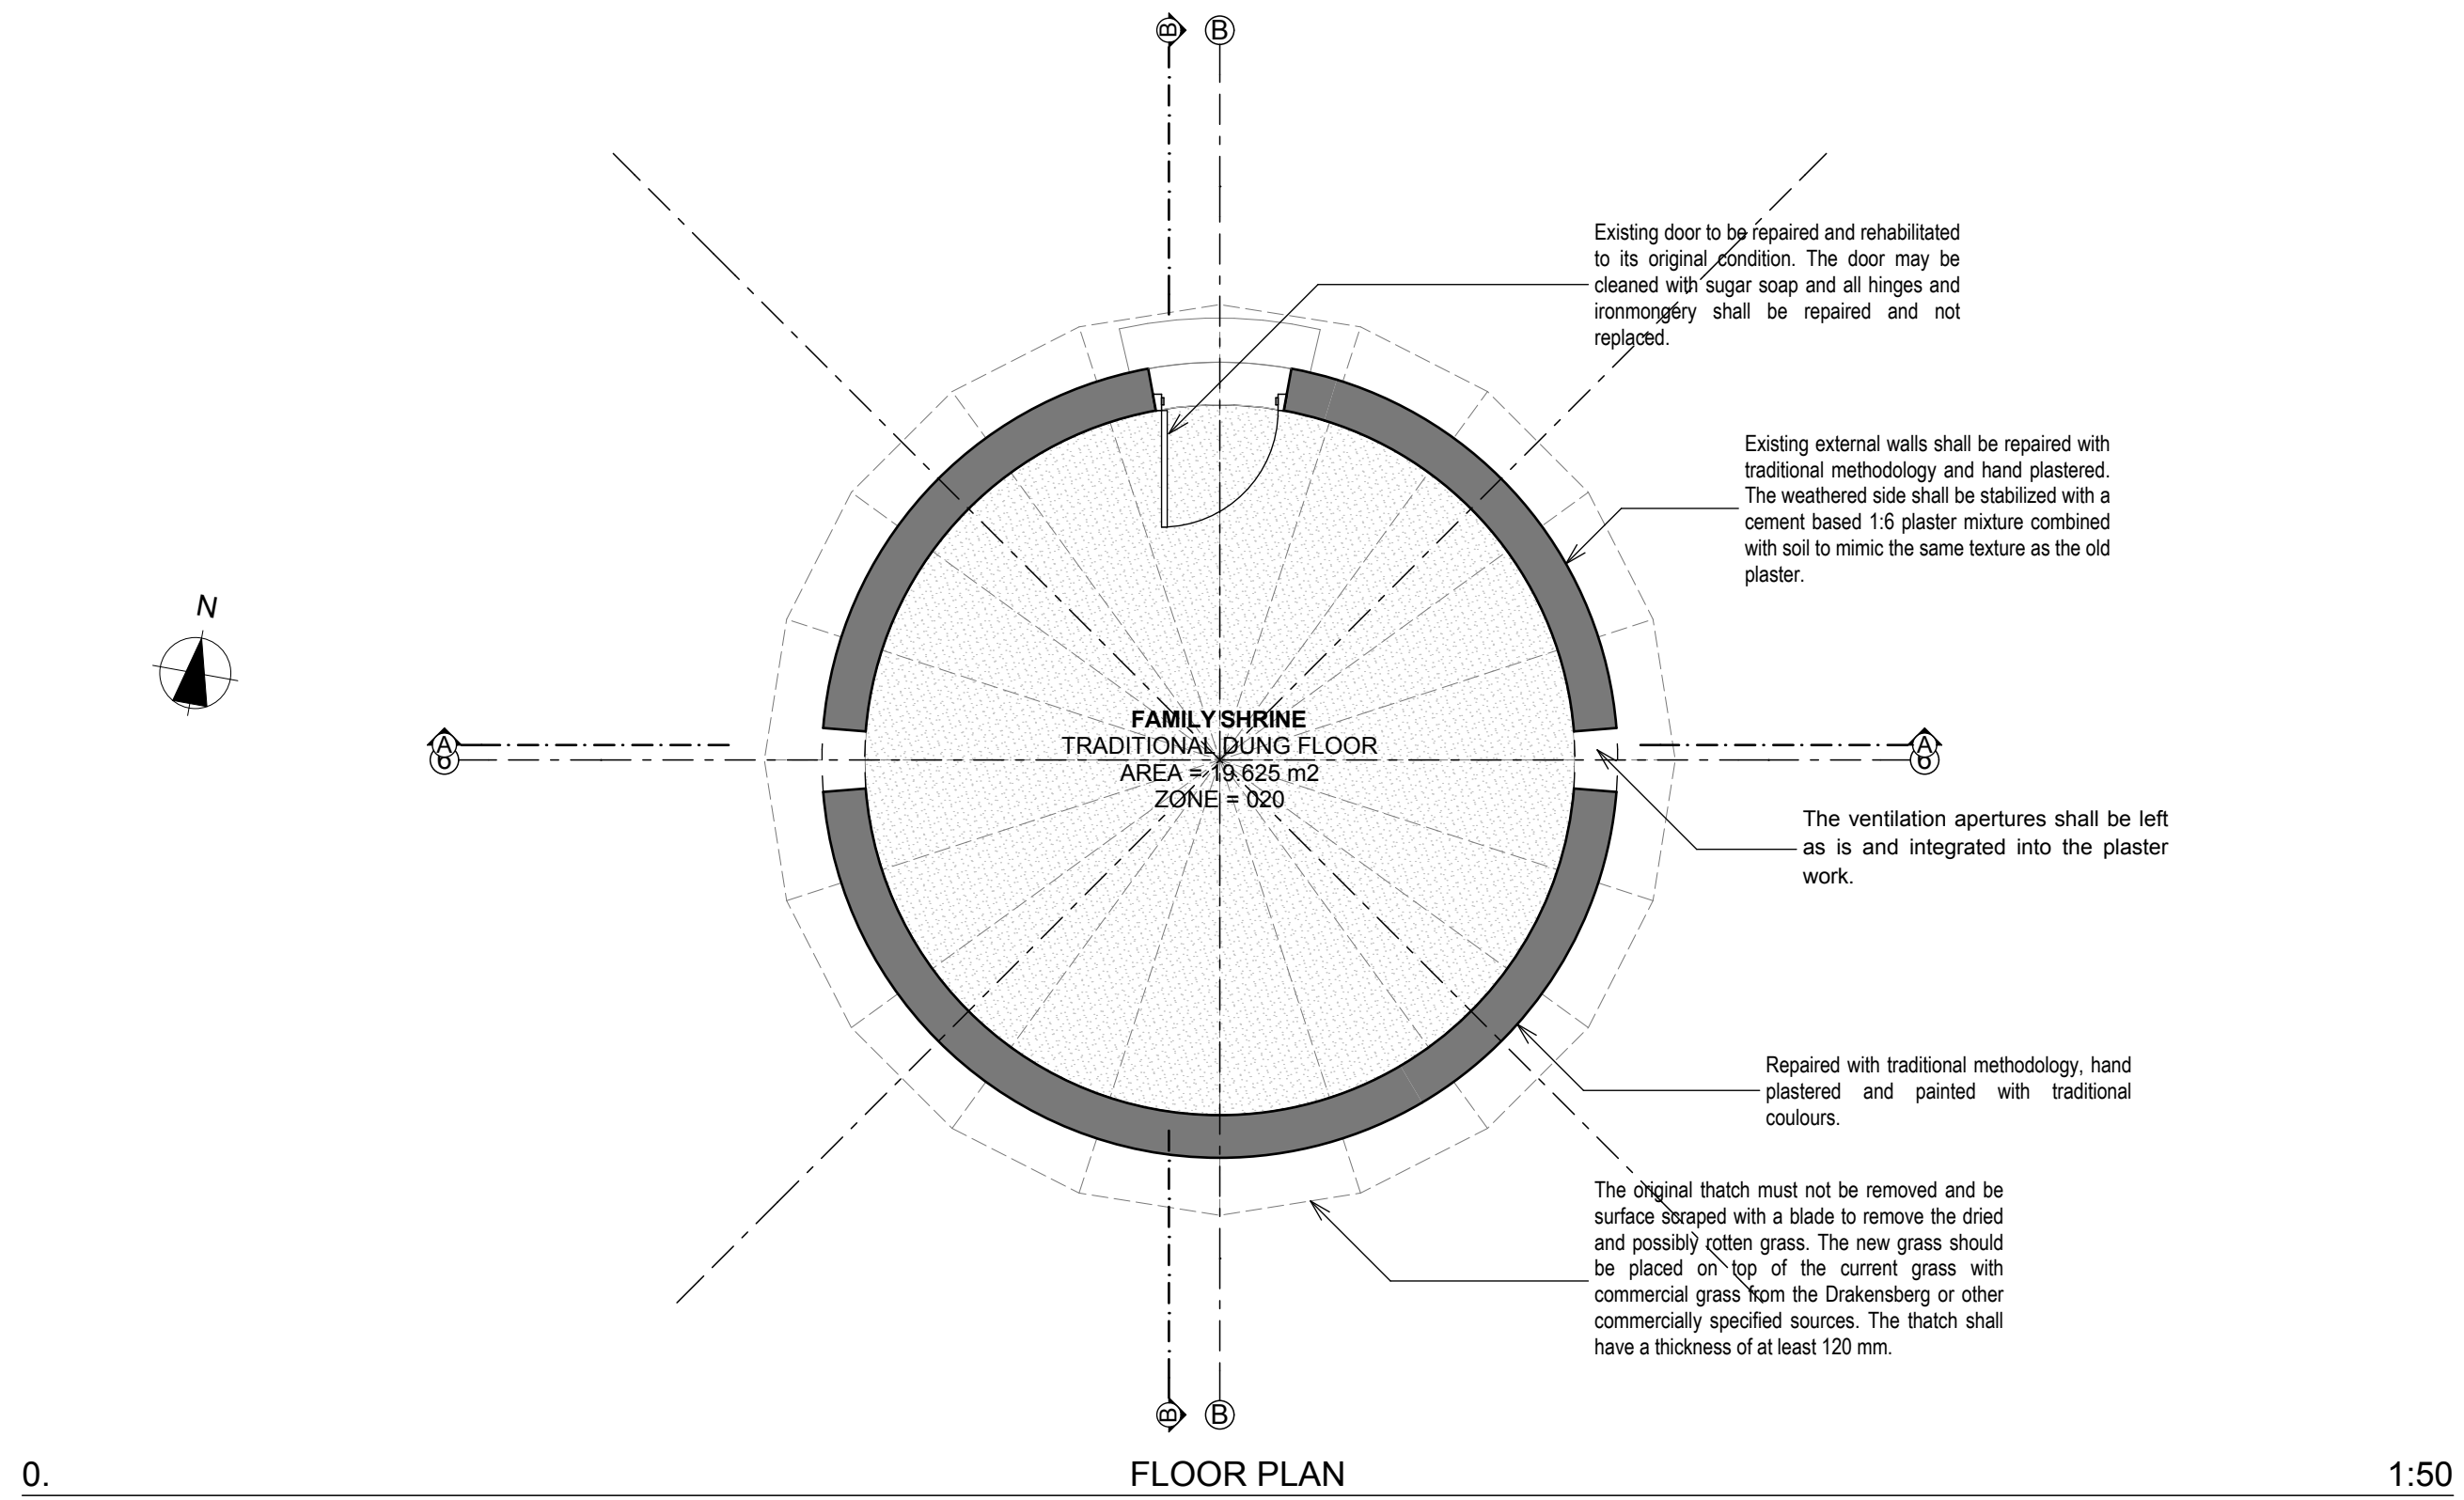 B B
Existing door to be repaired and rehabilitated
to its original condition. The door may be
cleaned with sugar soap and all hinges and
ironmongery shall be repaired and not
replaced.
Existing external walls shall be repaired with
traditional methodology and hand plastered.
The weathered side shall be stabilized with a
cement based 1:6 plaster mixture combined
with soil to mimic the same texture as the old
plaster.
N
FAMILY SHRINE
TRADITIONAL DUNG FLOOR
AREA = 19.625 m2
ZONE = 020
A
6
A
6
The ventilation apertures shall be left
as is and integrated into the plaster
work.
Repaired with traditional methodology, hand
plastered and painted with traditional
coulours.
The original thatch must not be removed and be
surface scraped with a blade to remove the dried
and possibly rotten grass. The new grass should
be placed on top of the current grass with
commercial grass from the Drakensberg or other
commercially specified sources. The thatch shall
have a thickness of at least 120 mm.
B B
0. FLOOR PLAN 1:50